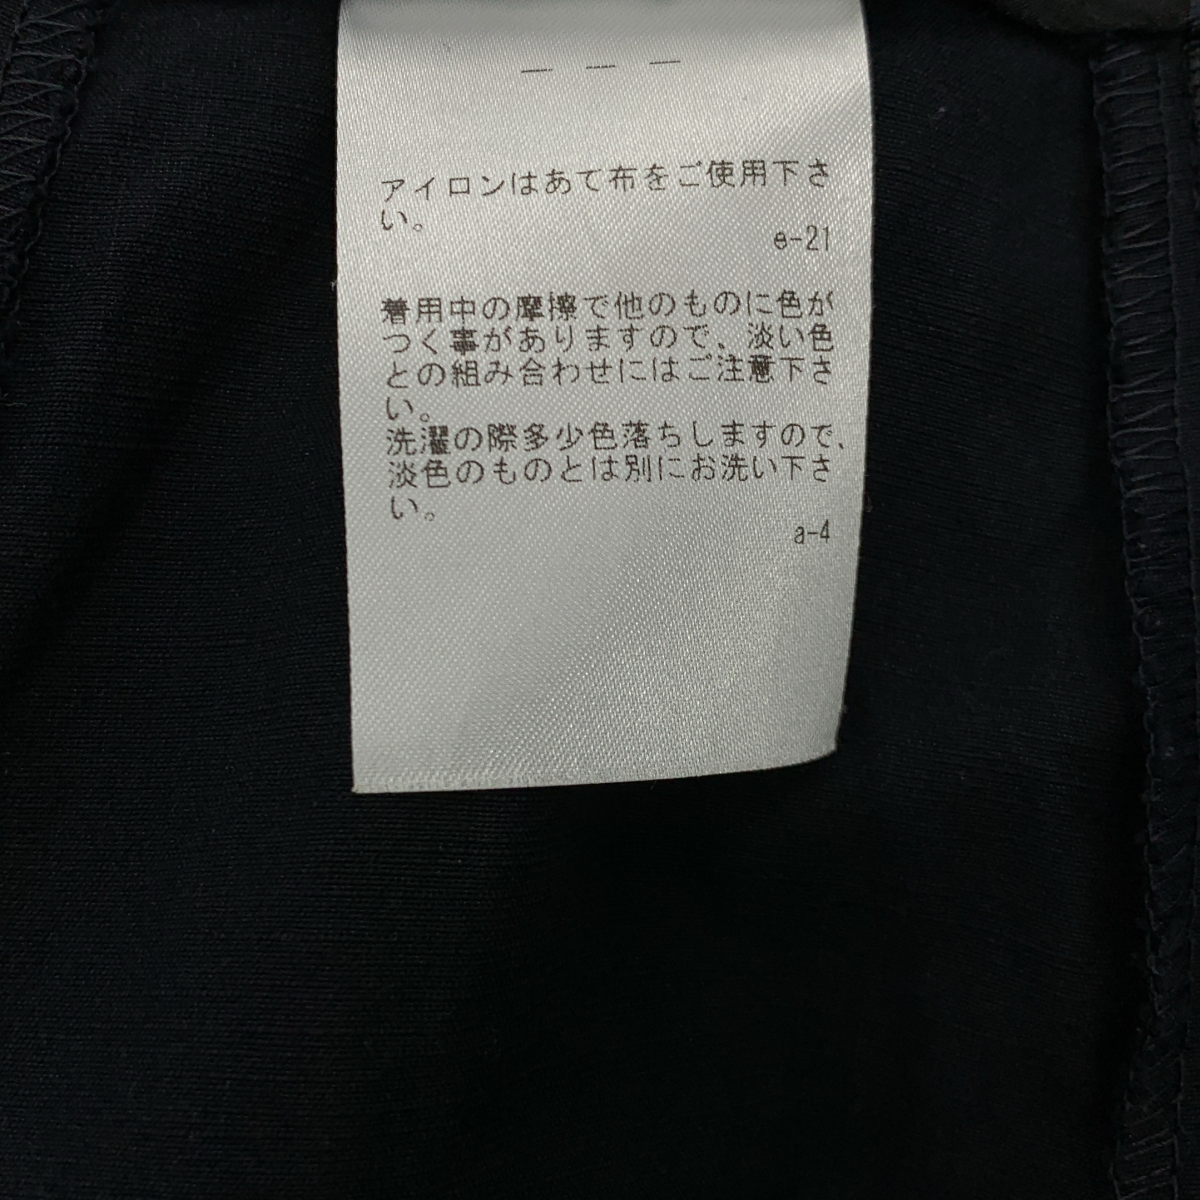 アイロンはあて布をご使用下さ
い。
e-21
着用中の摩擦で他のものに色が
つく事がありますので、淡い色
との組み合わせにはご注意下さ
い。
洗濯の際多少色落ちしますので、
淡色のものとは別にお洗い下さ
い。
a-4